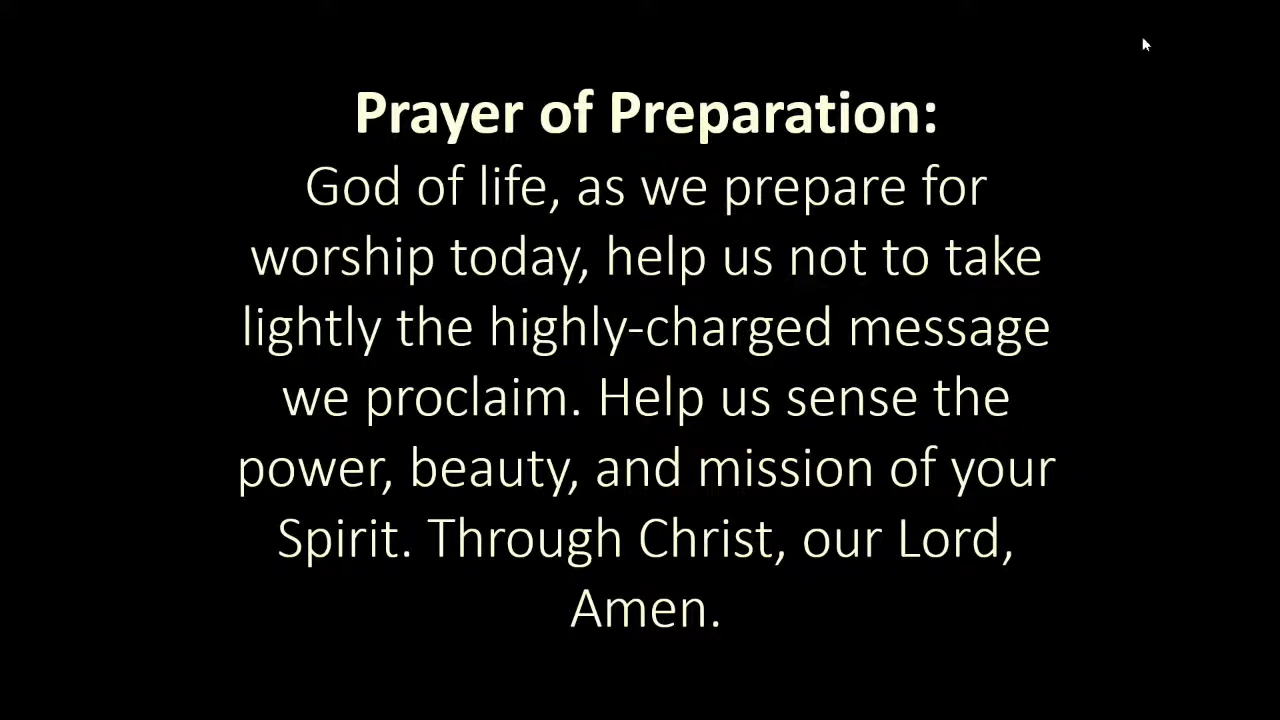 Prayer of Preparation:
God of life, as we prepare for
worship today, help us not to take
lightly the highly-charged message
we proclaim. Help us sense the
power, beauty, and mission of your
Spirit. Through Christ, our Lord,
Amen.